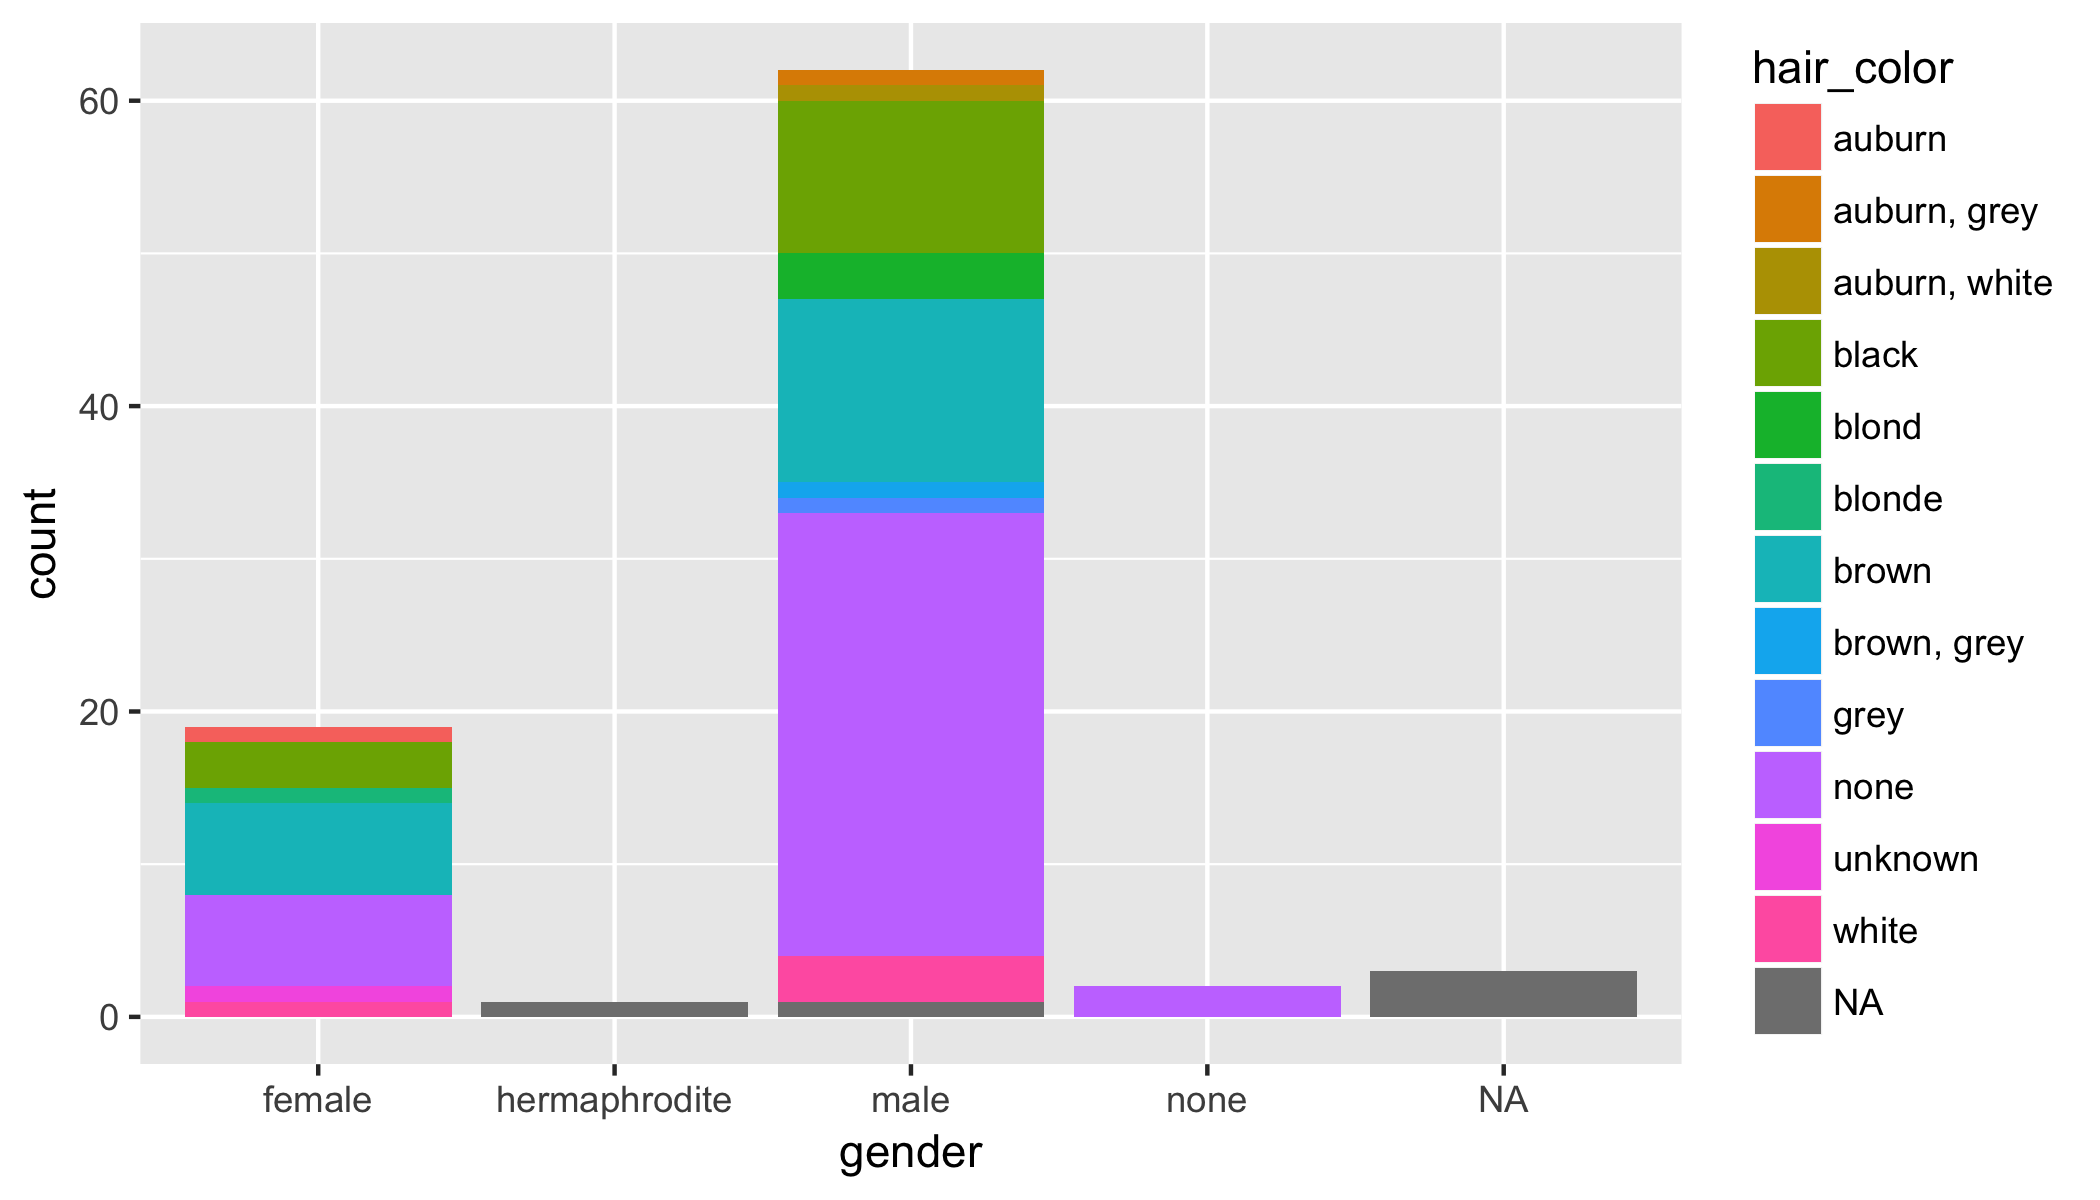 60
40
20
0
count
female
hermaphrodite
male
none
NA
gender
hair_color
auburn
auburn, grey
auburn, white
black
blond
blonde
brown
brown, grey
grey
none
unknown
white
NA